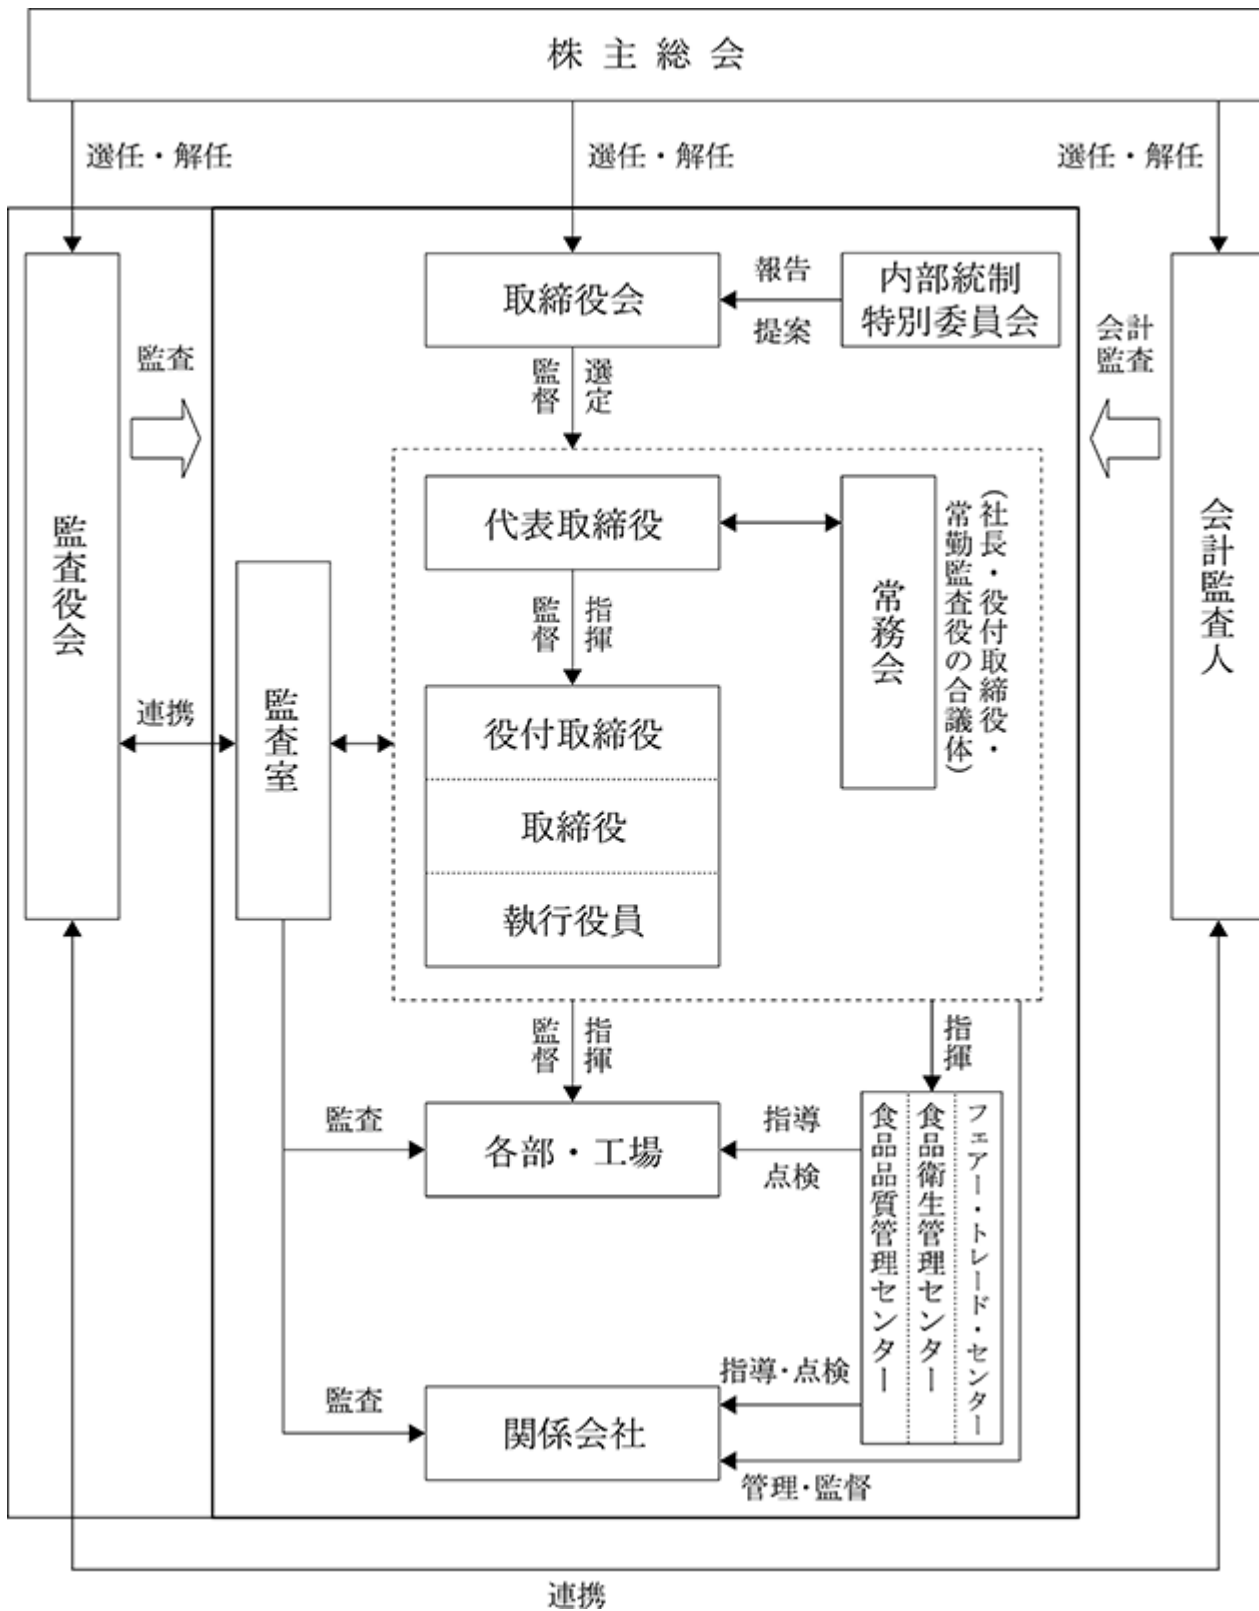 株主総会
選任・解任
選任・解任
選任・解任
取締役会
報告
提案
内部統制
特別委員会
監査
会計
監査
監督
選定
監査役会
会計監査人
代表取締役
常務会
(社長・役付取締役・
常勤監査役の合議体)
監督
指揮
監査室
連携
役付取締役
取締役
執行役員
監督
指揮
指揮
監査
各部・工場
指導
点検
食品品質管理センター
食品衛生管理センター
フェアー・トレード・センター
監査
関係会社
指導・点検
管理・監督
連携